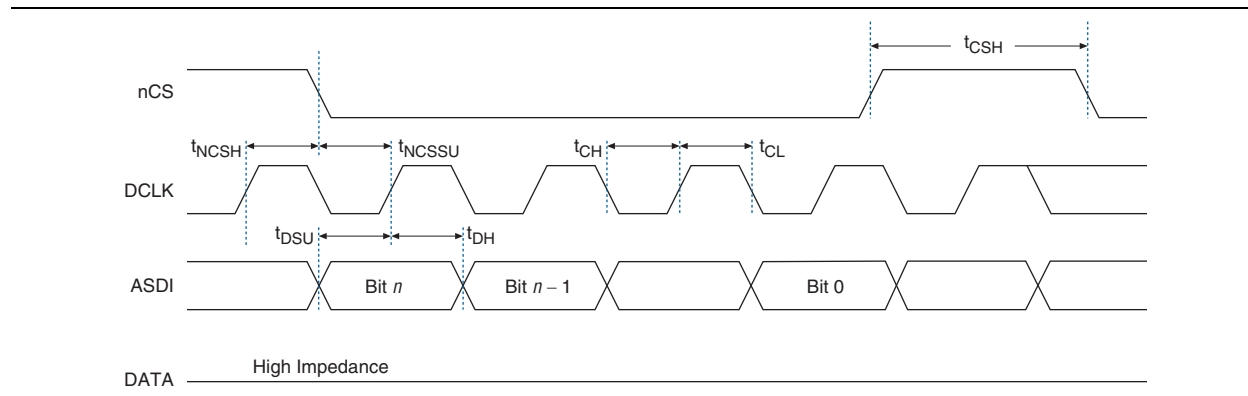 tCSH
nCS
tNCSH
tNCSSU
tCH
tCL
DCLK
tDSU
tDH
ASDI
Bit n
Bit n – 1
Bit 0
High Impedance
DATA